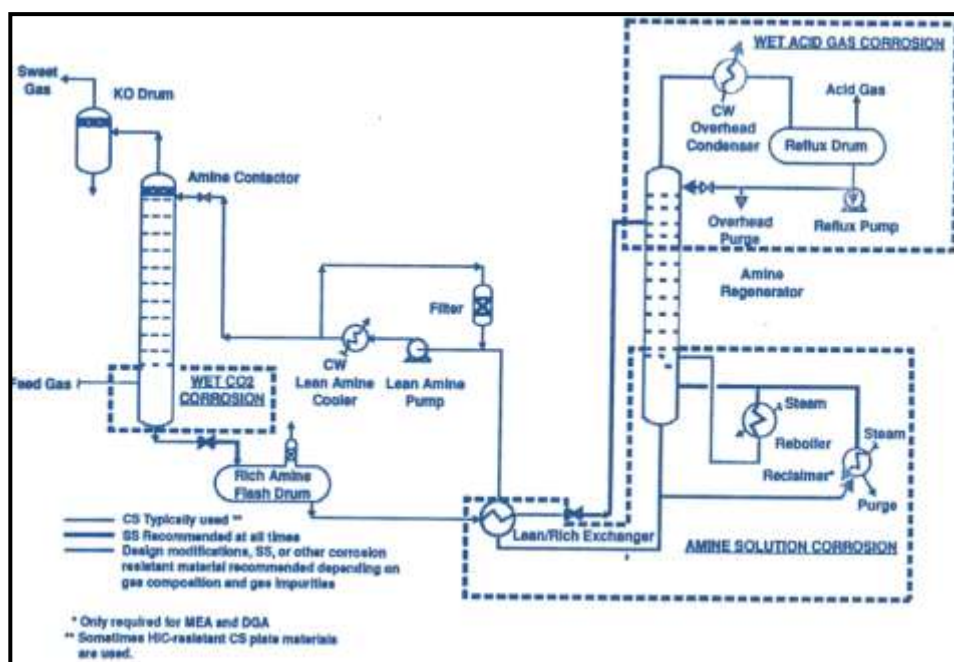 WET ACID GAS CORROSION
Sweet
Gas
KO Drum
CW
Overhead
Condenser
Acid Gas
Reflux Drum
Amine Contactor
Overhead
Purge
Reflux Pump
Amine
Regenerator
Filter
CW
Lean Amine
Cooler
Lean Amine
Pump
Feed Gas
WET CO2
CORROSION
Steam
Reboiler
Steam
Reclaimer*
Purge
Rich Amine
Flash Drum
Lean/Rich Exchanger
AMINE SOLUTION CORROSION
CS Typically used **
SS Recommended at all times
Design modifications, SS, or other corrosion
resistant material recommended depending on
gas composition and gas impurities
* Only required for MEA and DGA
** Sometimes HIC-resistant CS plate materials
are used.